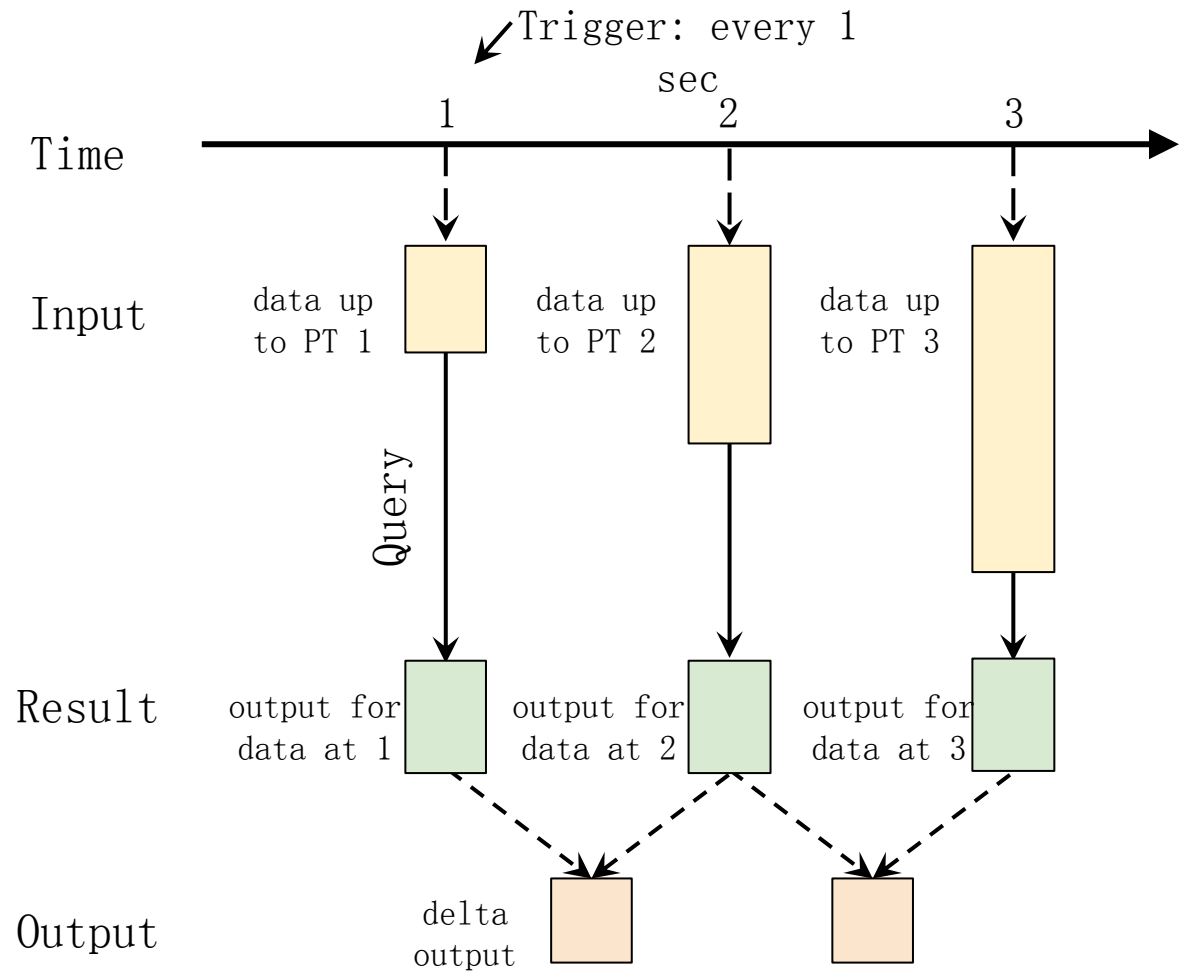 Trigger: every 1
sec
1
2
3
Time
Input
data up
to PT 1
data up
to PT 2
data up
to PT 3
Query
Result
output for
data at 1
output for
data at 2
output for
data at 3
Output
delta
output